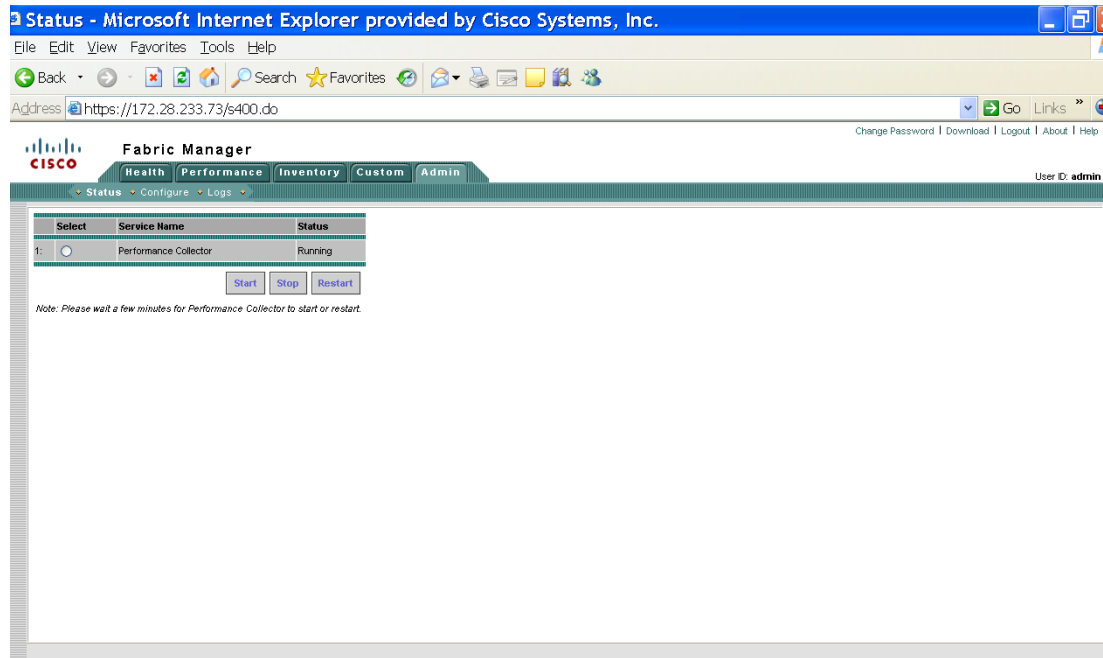 Status - Microsoft Internet Explorer provided by Cisco Systems, Inc.
File Edit View Favorites Tools Help
Back Search Favorites
Address https://172.28.233.73/s400.do Go Links »
Change Password | Download | Logout | About | Help
CISCO Fabric Manager
Health Performance Inventory Custom Admin
User ID: admin
Status Configure Logs
Select Service Name Status
1: Performance Collector Running
Start Stop Restart
Note: Please wait a few minutes for Performance Collector to start or restart.